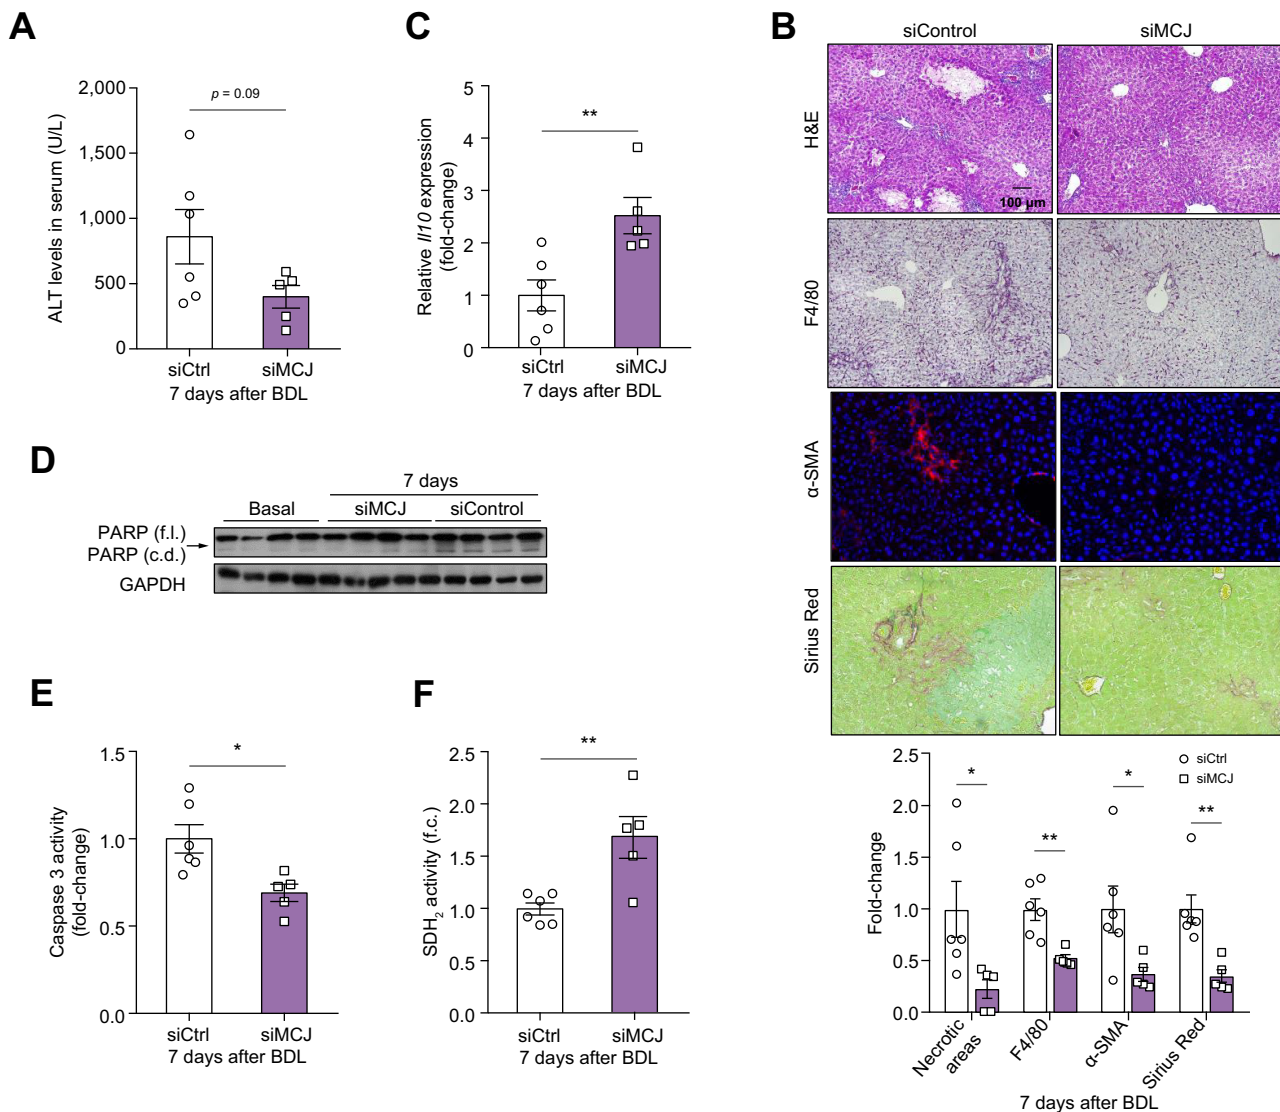 A
2,000
1,500
1,000
500
0
ALT levels in serum (U/L)
p = 0.09
siCtrl
siMCJ
7 days after BDL
C
5
4
3
2
1
0
Relative Il10 expression
(fold-change)
**
siCtrl
siMCJ
7 days after BDL
B
siControl
siMCJ
H&E
100 µm
F4/80
α-SMA
Sirius Red
2.5
2.0
1.5
1.0
0.5
0.0
Fold-change
siCtrl
siMCJ
*
**
*
**
Necrotic
areas
F4/80
α-SMA
Sirius Red
7 days after BDL
D
7 days
Basal
siMCJ
siControl
PARP (f.l.)
PARP (c.d.)
GAPDH
E
1.5
1.0
0.5
0.0
Caspase 3 activity
(fold-change)
*
siCtrl
siMCJ
7 days after BDL
F
2.5
2.0
1.5
1.0
0.5
0.0
SDH₂ activity (f.c.)
**
siCtrl
siMCJ
7 days after BDL